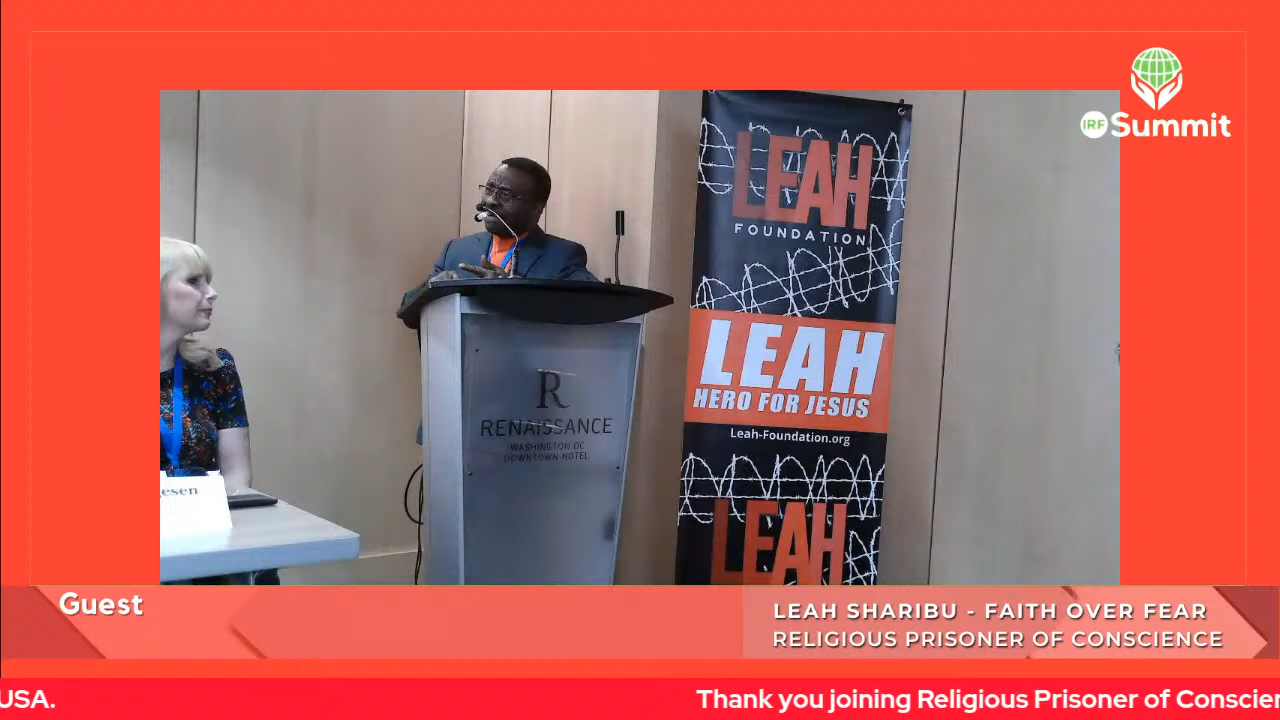 IRF Summit
LEAH
FOUNDATION
LEAH
HERO FOR JESUS
Leah-Foundation.org
LEAH
R
RENAISSANCE
WASHINGTON DC
DOWNTOWN HOTEL
esen
Guest
LEAH SHARIBU - FAITH OVER FEAR
RELIGIOUS PRISONER OF CONSCIENCE
USA. Thank you joining Religious Prisoner of Conscien